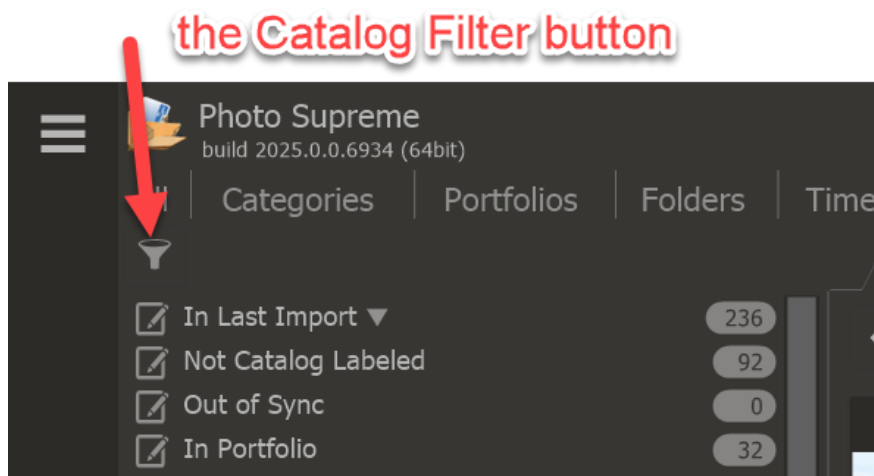 the Catalog Filter button
Photo Supreme
build 2025.0.0.6934 (64bit)
Categories Portfolios Folders Time
In Last Import 236
Not Catalog Labeled 92
Out of Sync 0
In Portfolio 32